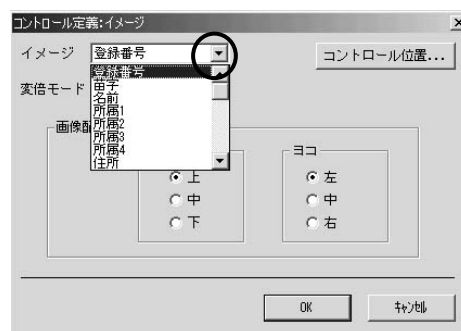 コントロール定義:イメージ
イメージ 登録番号 コントロール位置...
登録番号
変倍モード 苗字
名前
所属1
画像配 所属2
所属3
所属4
住所
ヨコ
上 左
中 中
下 右
OK キャンセル